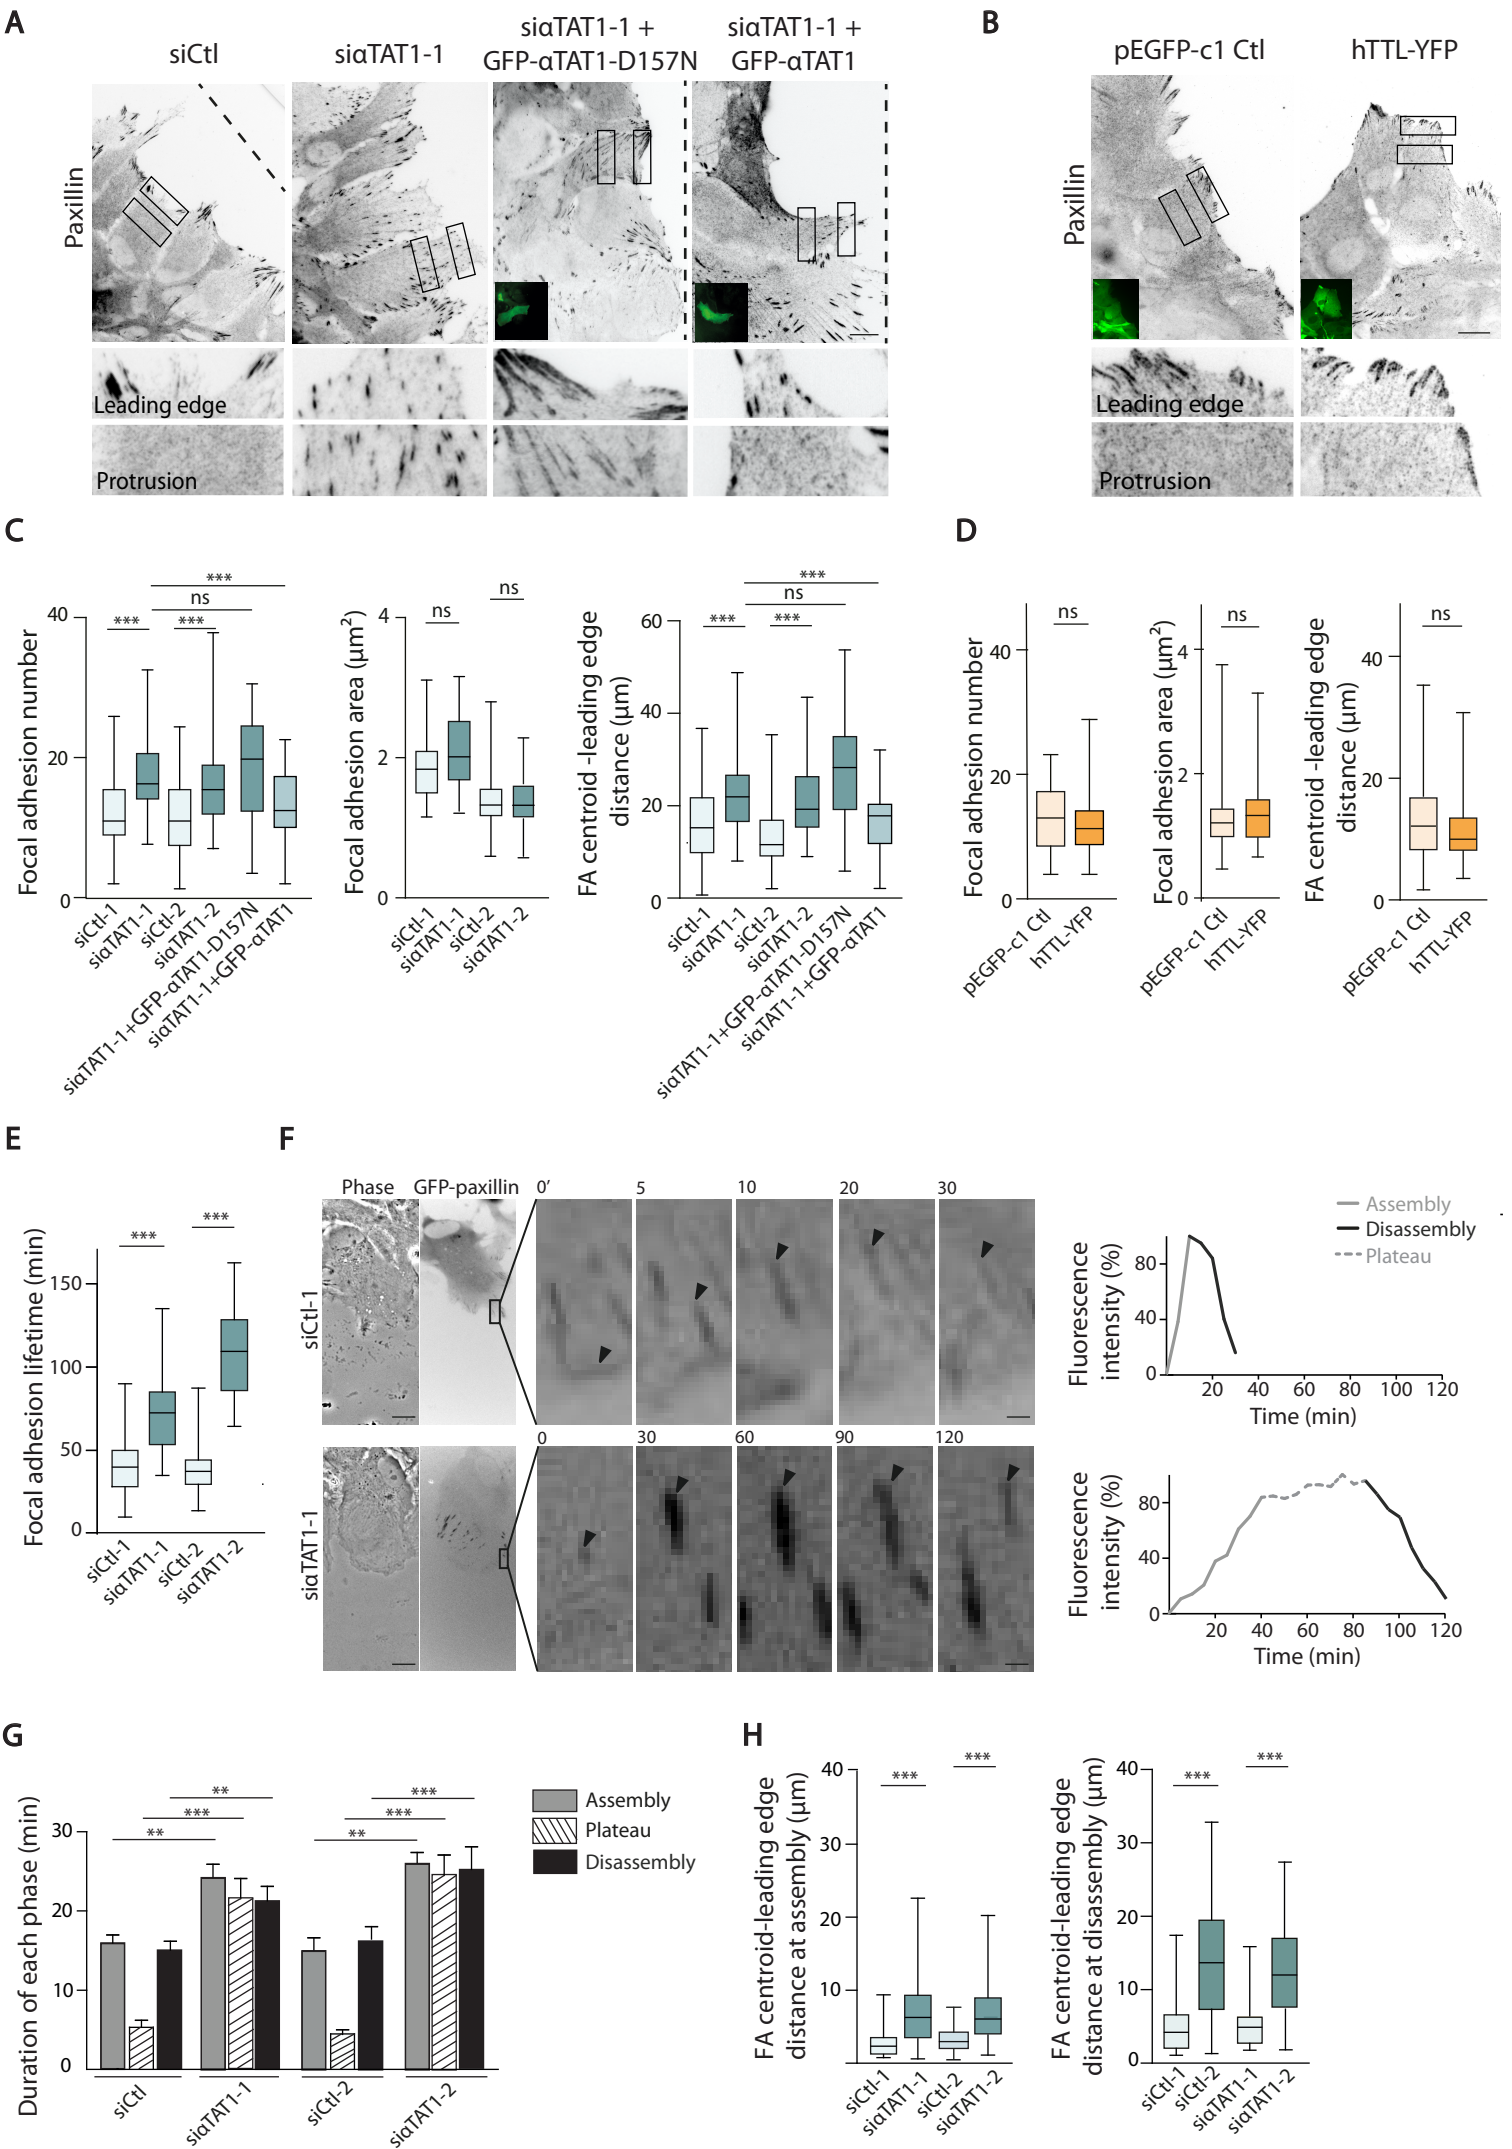 A
siCtl
siαTAT1-1
siαTAT1-1 +
GFP-αTAT1-D157N
siαTAT1-1 +
GFP-αTAT1
Paxillin
Leading edge
Protrusion
B
pEGFP-c1 Ctl
hTTL-YFP
Paxillin
Leading edge
Protrusion
C
Focal adhesion number
40
20
0
***
***
ns
***
siCtl-1
siαTAT1-1
siCtl-2
siαTAT1-2
siαTAT1-1+GFP-αTAT1-D157N
siαTAT1-1+GFP-αTAT1
Focal adhesion area (µm²)
4
2
0
ns
ns
siCtl-1
siαTAT1-1
siCtl-2
siαTAT1-2
FA centroid -leading edge
distance (µm)
60
40
20
0
***
***
ns
***
siCtl-1
siαTAT1-1
siCtl-2
siαTAT1-2
siαTAT1-1+GFP-αTAT1-D157N
siαTAT1-1+GFP-αTAT1
D
Focal adhesion number
40
20
0
ns
pEGFP-c1 Ctl
hTTL-YFP
Focal adhesion area (µm²)
4
2
0
ns
pEGFP-c1 Ctl
hTTL-YFP
FA centroid -leading edge
distance (µm)
40
20
0
ns
pEGFP-c1 Ctl
hTTL-YFP
E
Focal adhesion lifetime (min)
150
100
50
0
***
***
siCtl-1
siαTAT1-1
siCtl-2
siαTAT1-2
F
Phase
GFP-paxillin
0'
5
10
20
30
siCtl-1
0
30
60
90
120
siαTAT1-1
Assembly
Disassembly
Plateau
Fluorescence
intensity (%)
80
40
0
20 40 60 80 100 120
Time (min)
Fluorescence
intensity (%)
80
40
0
20 40 60 80 100 120
Time (min)
G
Duration of each phase (min)
30
20
10
0
**
***
**
**
***
***
Assembly
Plateau
Disassembly
siCtl
siαTAT1-1
siCtl-2
siαTAT1-2
H
FA centroid-leading edge
distance at assembly (µm)
40
30
20
10
***
***
siCtl-1
siαTAT1-1
siCtl-2
siαTAT1-2
FA centroid-leading edge
distance at disassembly (µm)
40
30
20
10
0
***
***
siCtl-1
siCtl-2
siαTAT1-1
siαTAT1-2